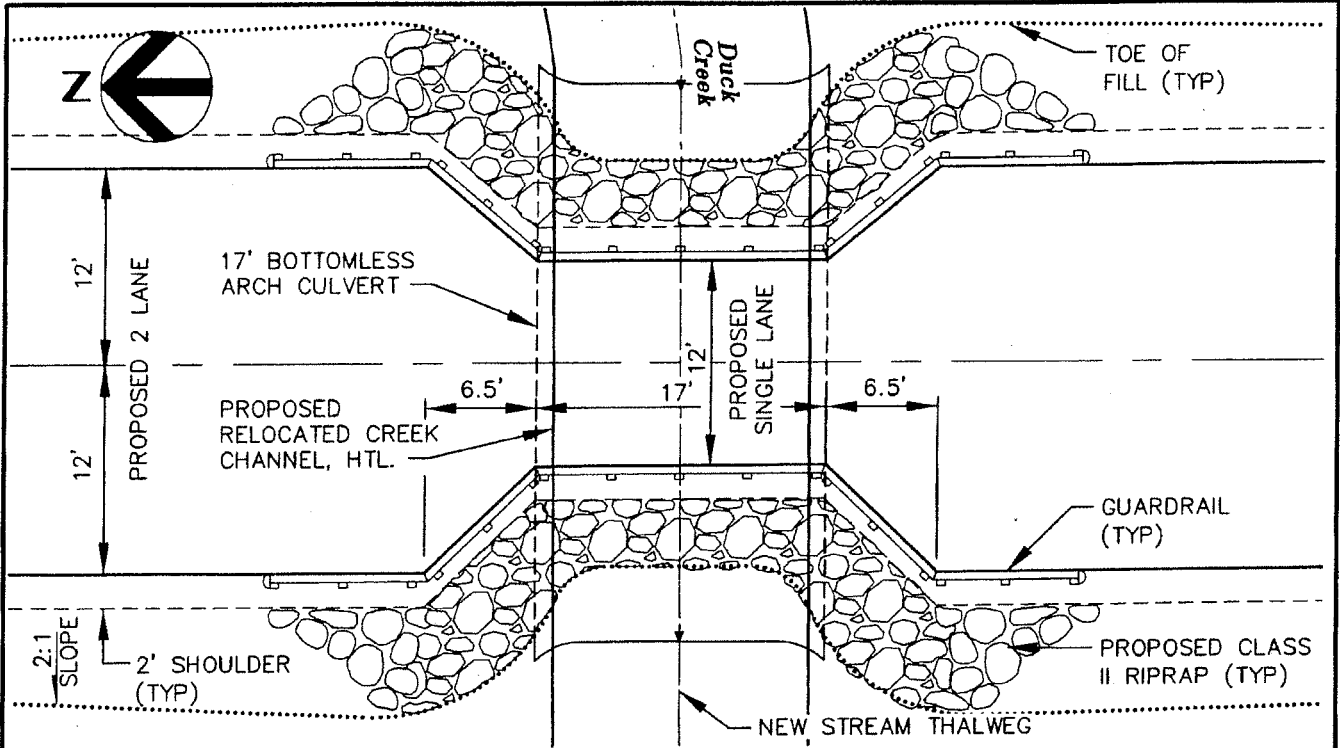 N
Duck
Creek
TOE OF
FILL (TYP)
12'
PROPOSED 2 LANE
12'
17' BOTTOMLESS
ARCH CULVERT
6.5'
17'
12'
PROPOSED
SINGLE LANE
6.5'
PROPOSED
RELOCATED CREEK
CHANNEL, HTL.
GUARDRAIL
(TYP)
2:1
SLOPE
2' SHOULDER
(TYP)
PROPOSED CLASS
II RIPRAP (TYP)
NEW STREAM THALWEG